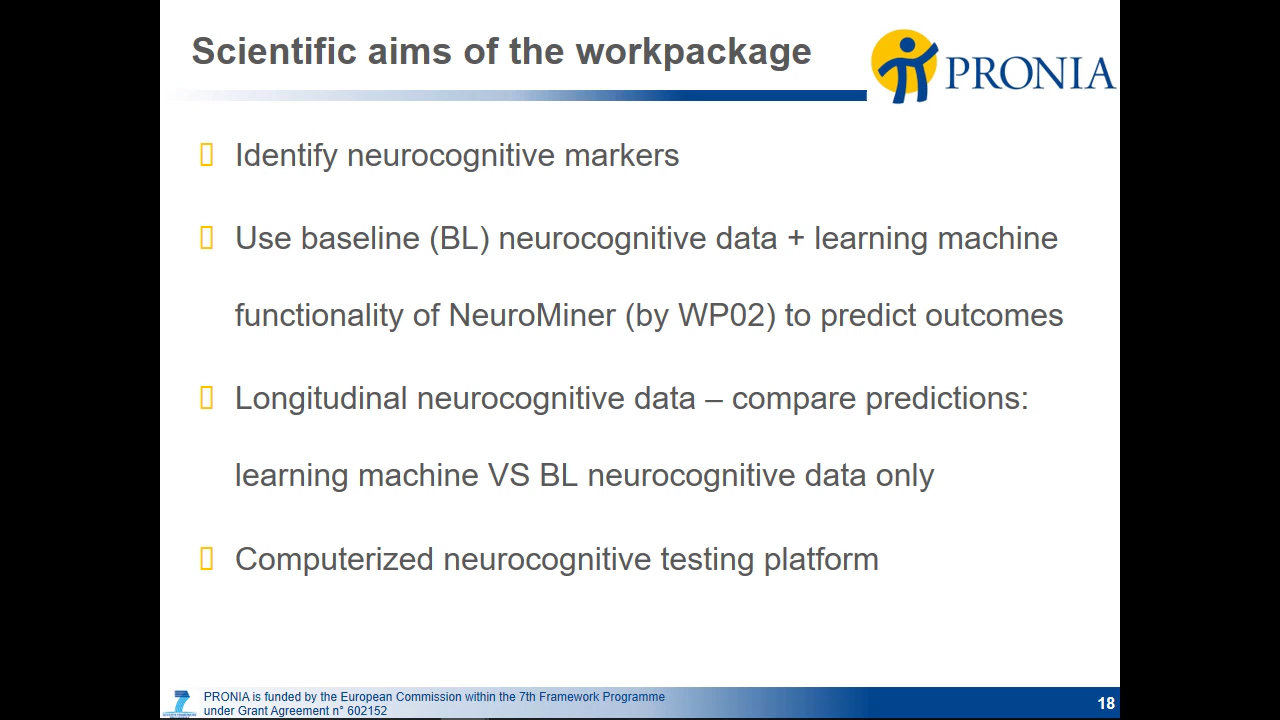 Scientific aims of the workpackage
PRONIA
Identify neurocognitive markers
Use baseline (BL) neurocognitive data + learning machine
functionality of NeuroMiner (by WP02) to predict outcomes
Longitudinal neurocognitive data – compare predictions:
learning machine VS BL neurocognitive data only
Computerized neurocognitive testing platform
PRONIA is funded by the European Commission within the 7th Framework Programme
under Grant Agreement n° 602152
18